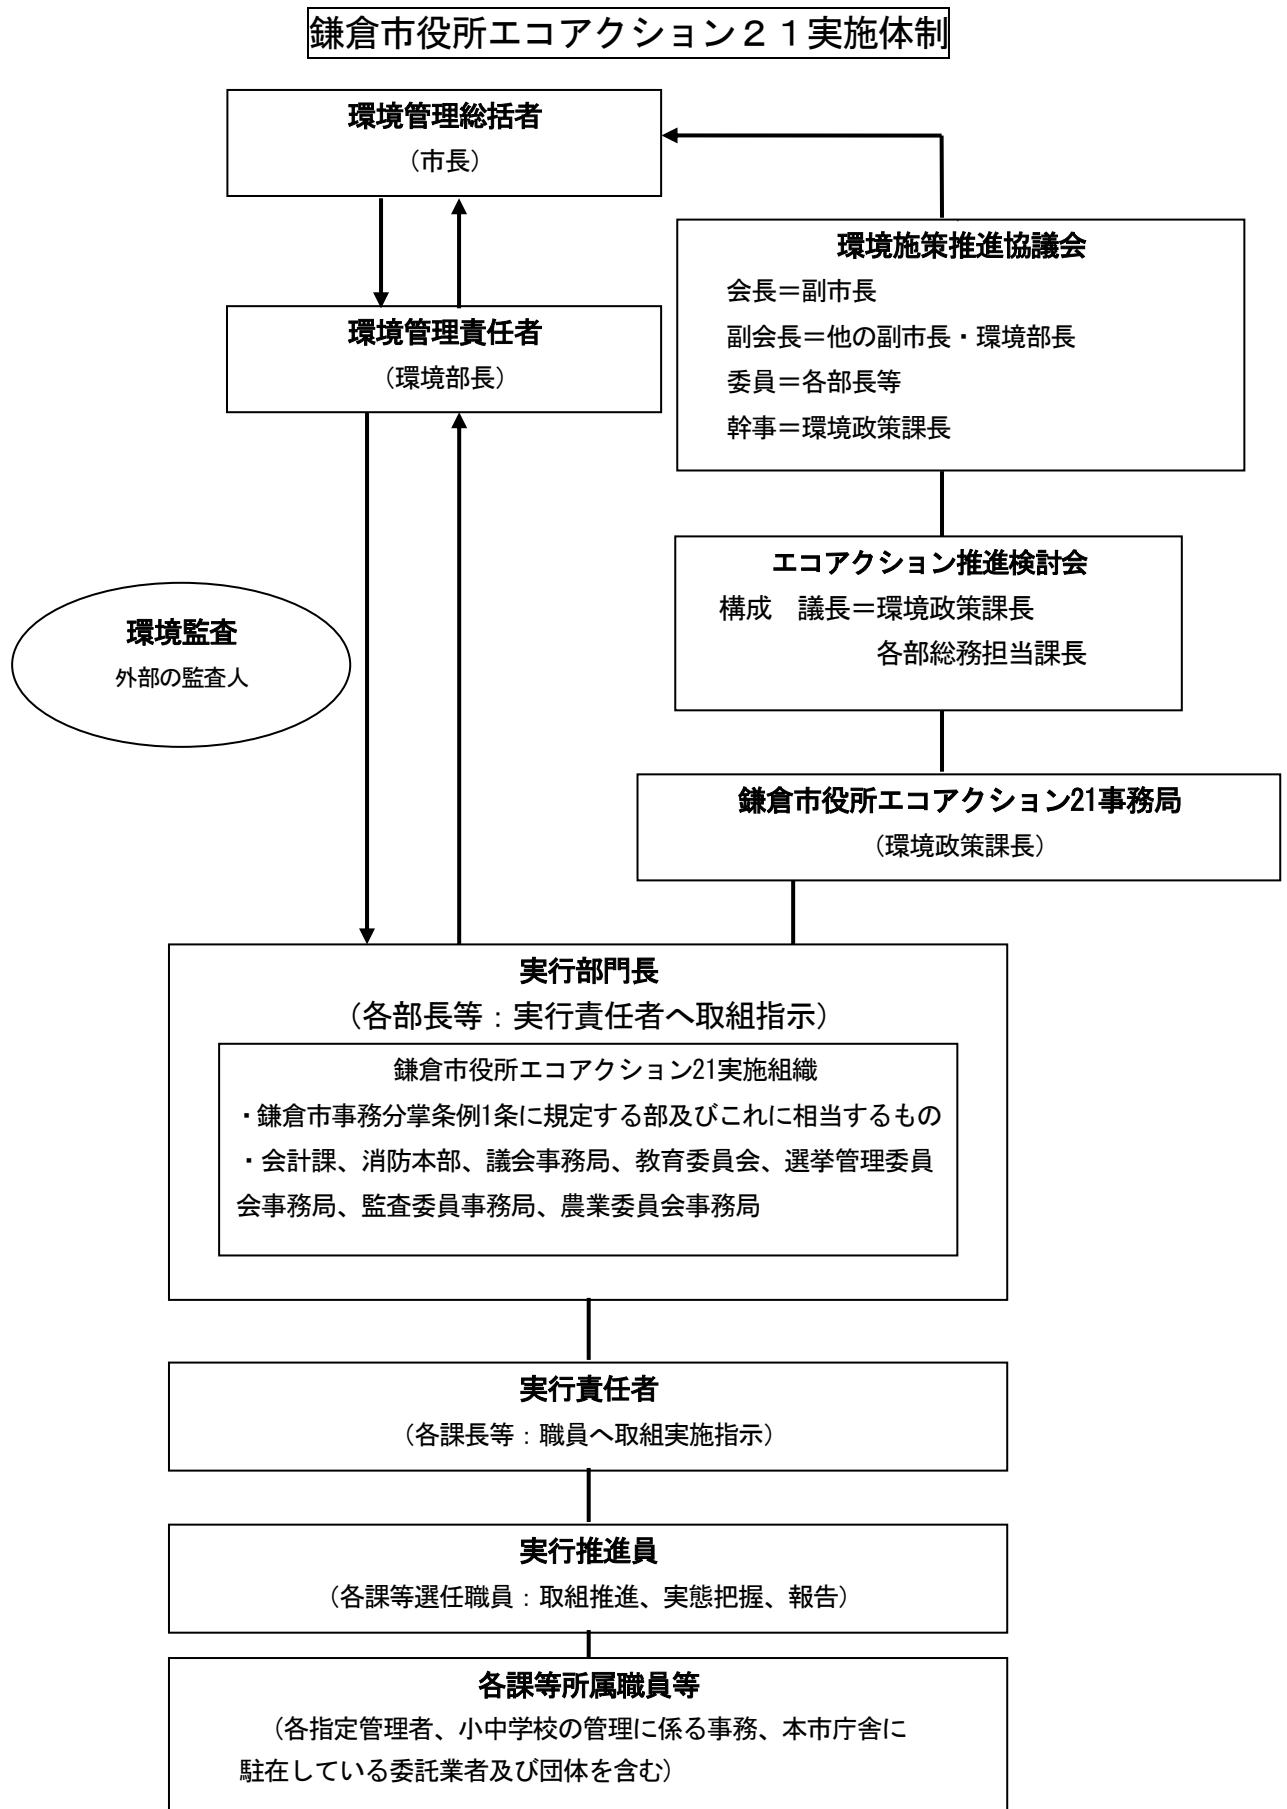 鎌倉市役所エコアクション２１実施体制
環境管理総括者
（市長）
環境施策推進協議会
会長＝副市長
副会長＝他の副市長・環境部長
委員＝各部長等
幹事＝環境政策課長
環境管理責任者
（環境部長）
エコアクション推進検討会
構成　議長＝環境政策課長
各部総務担当課長
環境監査
外部の監査人
鎌倉市役所エコアクション21事務局
（環境政策課長）
実行部門長
（各部長等：実行責任者へ取組指示）
鎌倉市役所エコアクション21実施組織
・鎌倉市事務分掌条例1条に規定する部及びこれに相当するもの
・会計課、消防本部、議会事務局、教育委員会、選挙管理委員
会事務局、監査委員事務局、農業委員会事務局
実行責任者
（各課長等：職員へ取組実施指示）
実行推進員
（各課等選任職員：取組推進、実態把握、報告）
各課等所属職員等
（各指定管理者、小中学校の管理に係る事務、本市庁舎に
駐在している委託業者及び団体を含む）